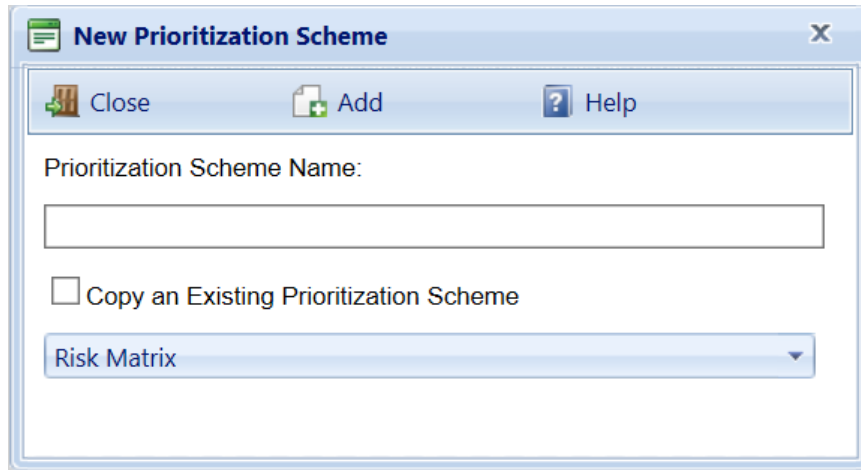 New Prioritization Scheme
Close Add Help
Prioritization Scheme Name:
Copy an Existing Prioritization Scheme
Risk Matrix